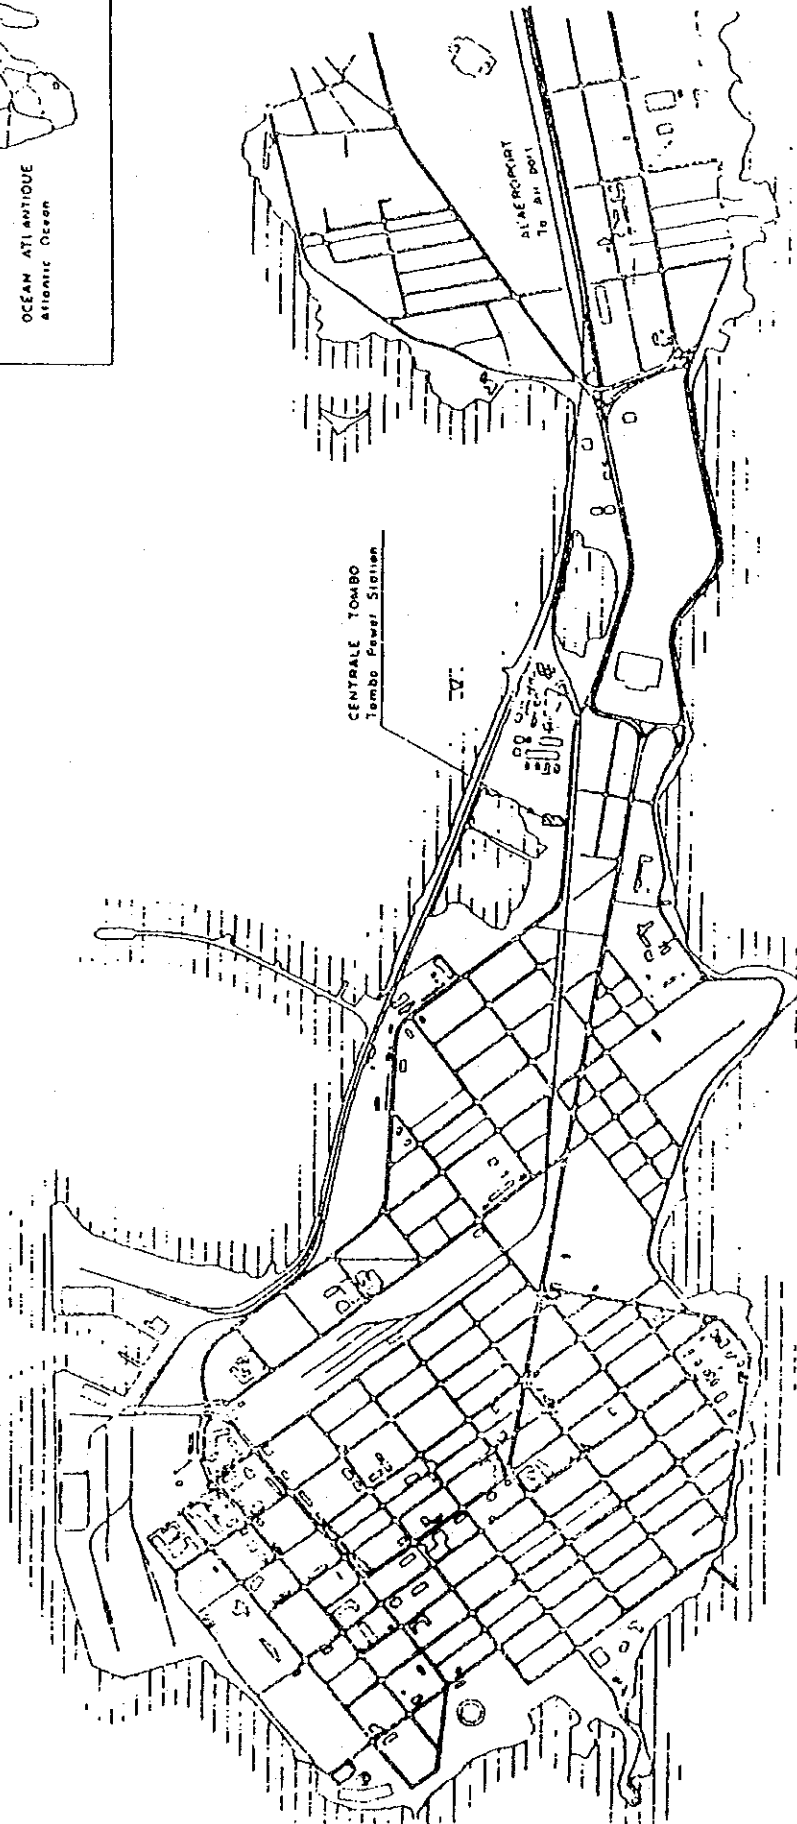 OCEAN ATLANTIQUE
Atlantic Ocean
A L'AEROPORT
To Air port
CENTRALE TOMBO
Tombo Power Station